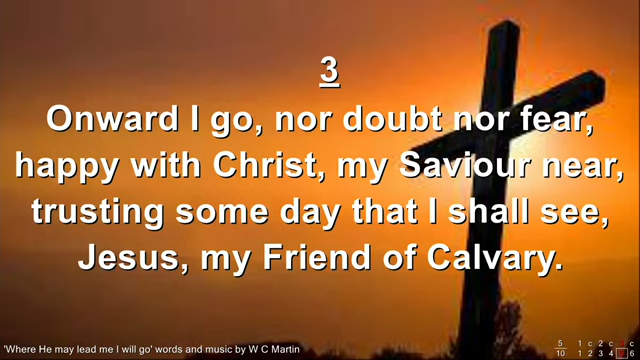 3
Onward I go, nor doubt nor fear,
happy with Christ, my Saviour near,
trusting some day that I shall see,
Jesus, my Friend of Calvary.
'Where He may lead me I will go' words and music by W C Martin
5 1 c 2 c c
10 1 2 3 4 6